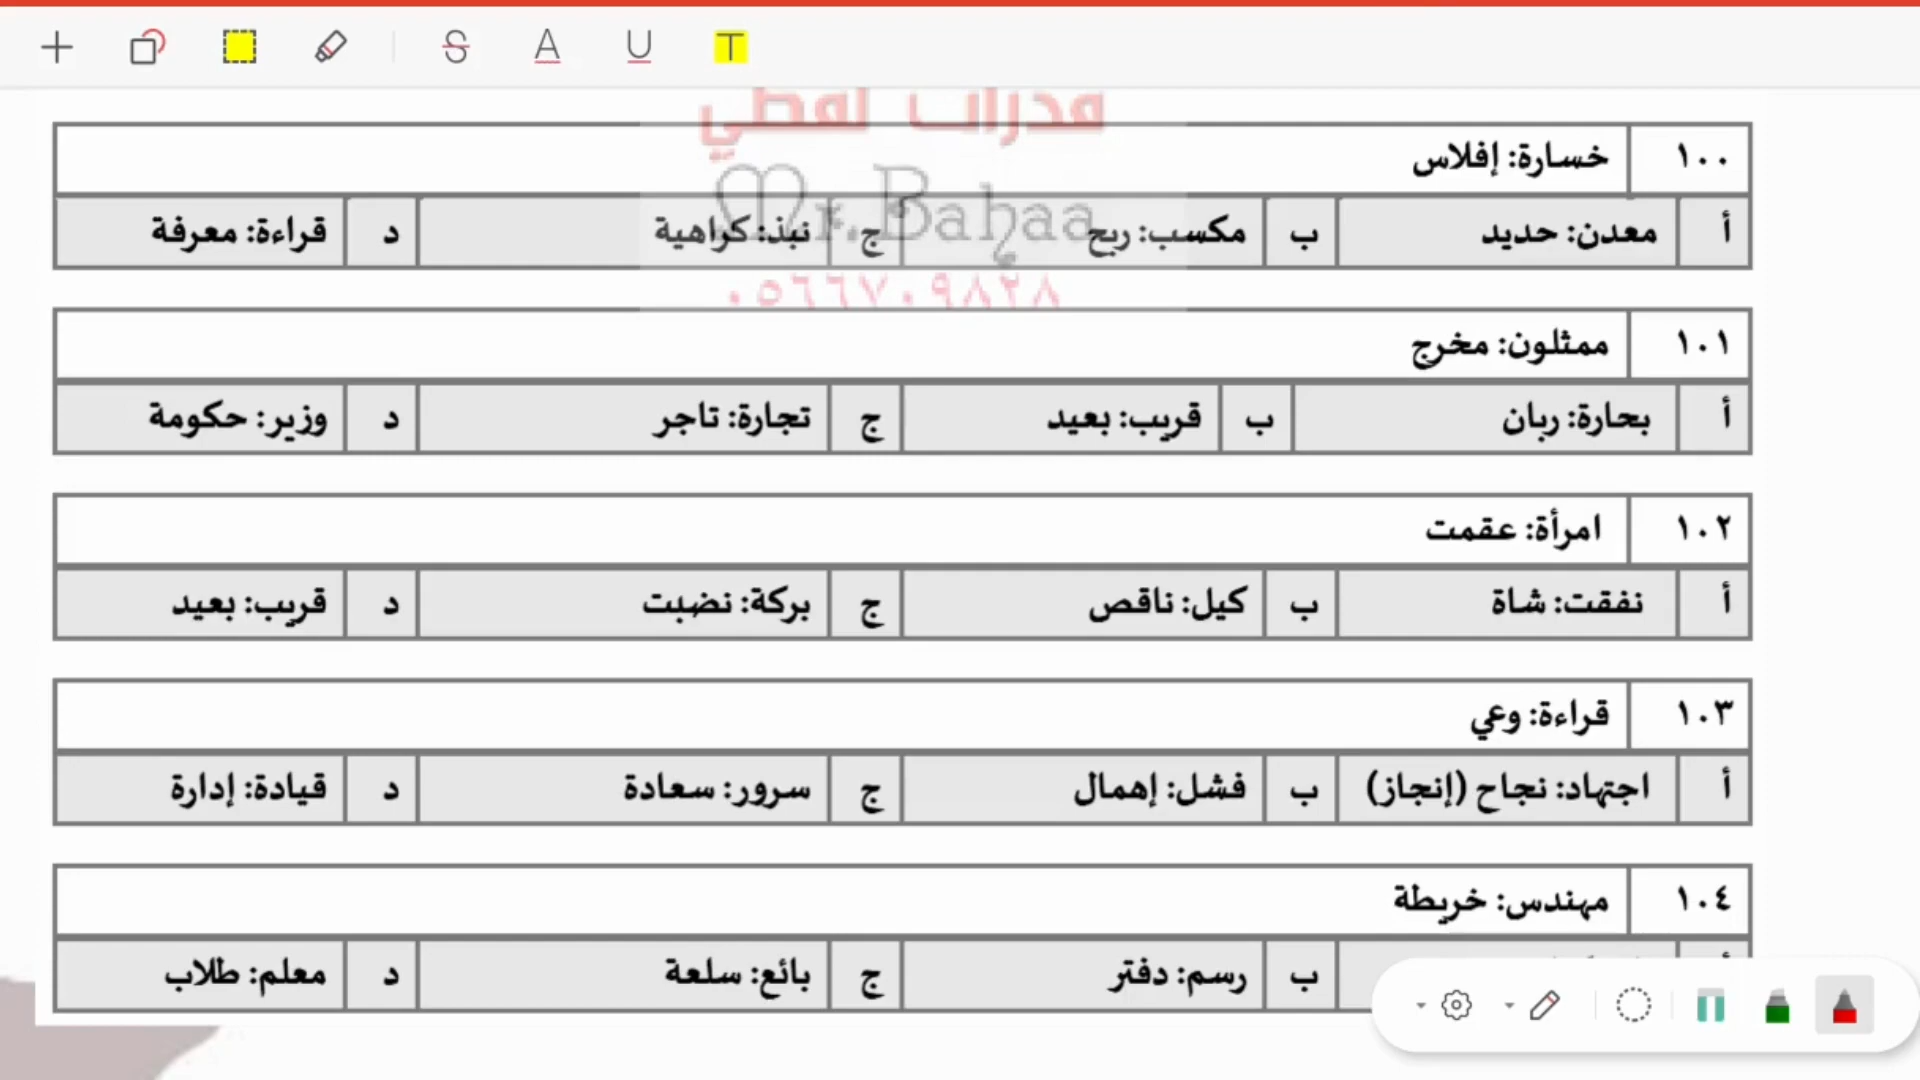 قدرات لفظي
Mr.Bahaa
٠٥٦٦٧٠٩٨٢٨
١٠٠ خسارة: إفلاس
أ معدن: حديد ب مكسب: ربح ج نبذ: كراهية د قراءة: معرفة
١٠١ ممثلون: مخرج
أ بحارة: ربان ب قريب: بعيد ج تجارة: تاجر د وزير: حكومة
١٠٢ امرأة: عقمت
أ نفقت: شاة ب كيل: ناقص ج بركة: نضبت د قريب: بعيد
١٠٣ قراءة: وعي
أ اجتهاد: نجاح (إنجاز) ب فشل: إهمال ج سرور: سعادة د قيادة: إدارة
١٠٤ مهندس: خريطة
ب رسم: دفتر ج بائع: سلعة د معلم: طلاب